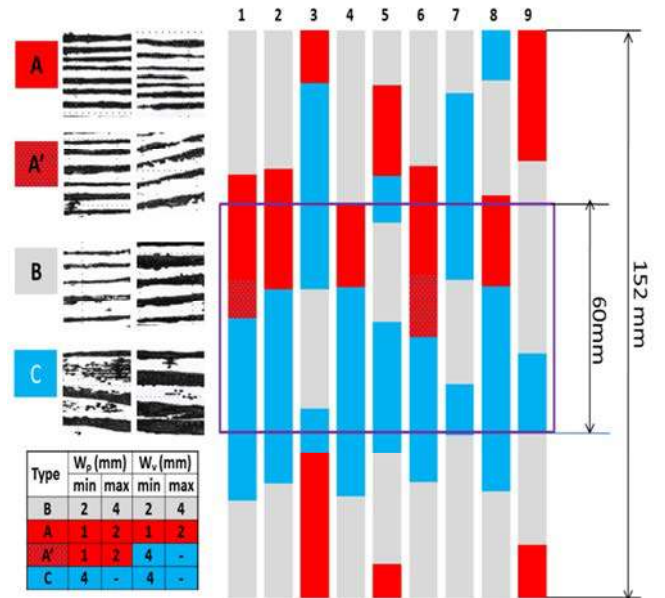 1 2 3 4 5 6 7 8 9
A
A'
B
C
60mm
152 mm
Type Wp (mm) Wv (mm)
min max min max
B 2 4 2 4
A 1 2 1 2
A' 1 2 4 -
C 4 - 4 -